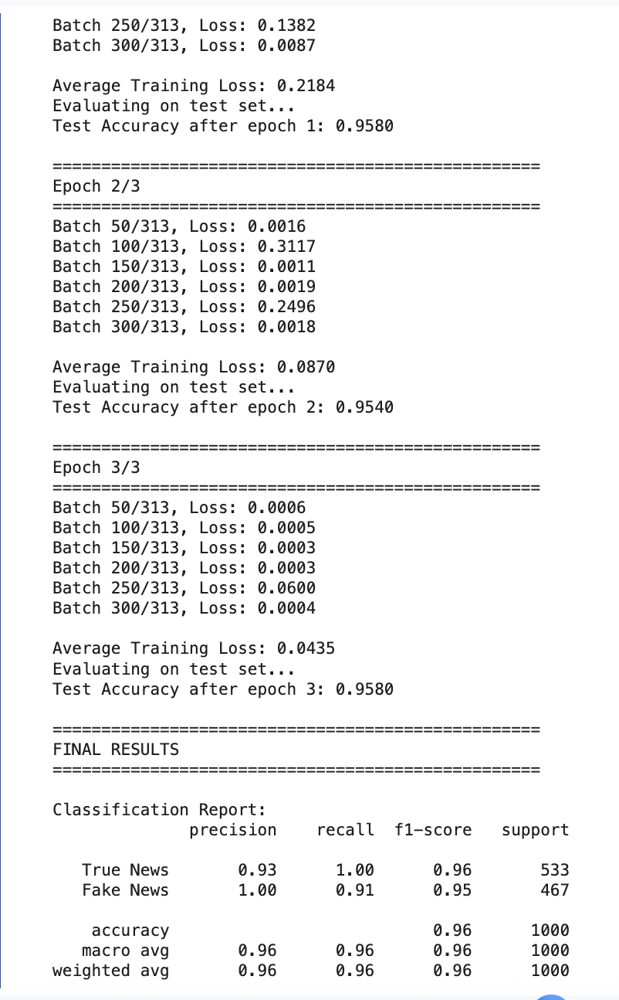 Batch 250/313, Loss: 0.1382
Batch 300/313, Loss: 0.0087
Average Training Loss: 0.2184
Evaluating on test set...
Test Accuracy after epoch 1: 0.9580
==================================================
Epoch 2/3
==================================================
Batch 50/313, Loss: 0.0016
Batch 100/313, Loss: 0.3117
Batch 150/313, Loss: 0.0011
Batch 200/313, Loss: 0.0019
Batch 250/313, Loss: 0.2496
Batch 300/313, Loss: 0.0018
Average Training Loss: 0.0870
Evaluating on test set...
Test Accuracy after epoch 2: 0.9540
==================================================
Epoch 3/3
==================================================
Batch 50/313, Loss: 0.0006
Batch 100/313, Loss: 0.0005
Batch 150/313, Loss: 0.0003
Batch 200/313, Loss: 0.0003
Batch 250/313, Loss: 0.0600
Batch 300/313, Loss: 0.0004
Average Training Loss: 0.0435
Evaluating on test set...
Test Accuracy after epoch 3: 0.9580
==================================================
FINAL RESULTS
==================================================
Classification Report:
precision recall f1-score support
True News 0.93 1.00 0.96 533
Fake News 1.00 0.91 0.95 467
accuracy 0.96 1000
macro avg 0.96 0.96 0.96 1000
weighted avg 0.96 0.96 0.96 1000